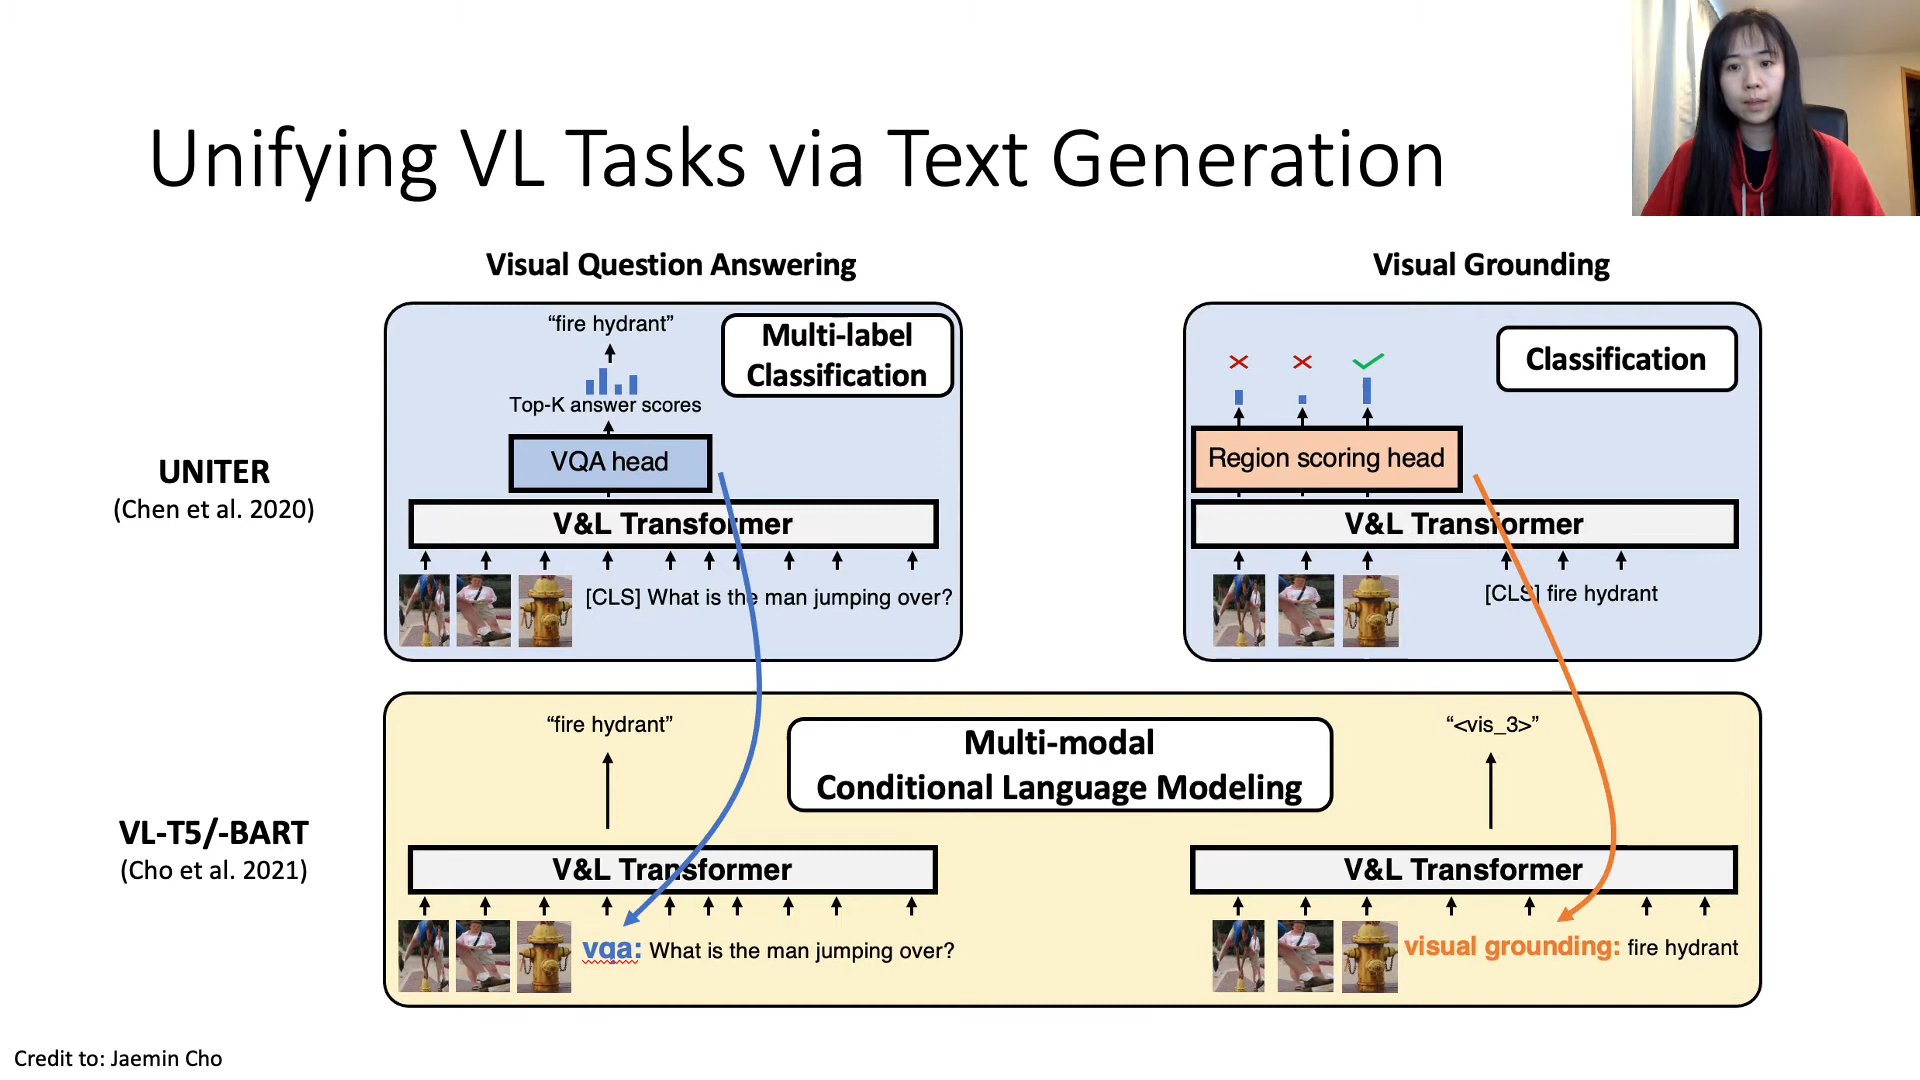 Unifying VL Tasks via Text Generation
Visual Question Answering
Visual Grounding
UNITER
(Chen et al. 2020)
“fire hydrant”
Multi-label
Classification
Top-K answer scores
VQA head
V&L Transformer
[CLS] What is the man jumping over?
Classification
Region scoring head
V&L Transformer
[CLS] fire hydrant
VL-T5/-BART
(Cho et al. 2021)
“fire hydrant”
Multi-modal
Conditional Language Modeling
“<vis_3>”
V&L Transformer
V&L Transformer
vqa: What is the man jumping over?
visual grounding: fire hydrant
Credit to: Jaemin Cho